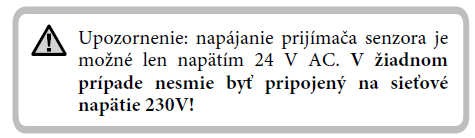 Upozornenie: napájanie prijímača senzora je
možné len napätím 24 V AC. V žiadnom
prípade nesmie byť pripojený na sieťové
napätie 230V!